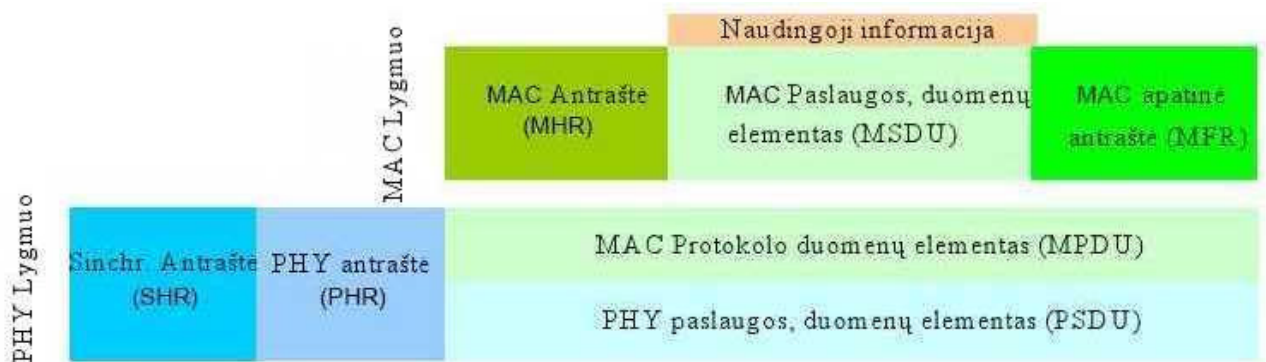 MAC Lygmuo
Naudingoji informacija
MAC Antraštė
(MHR)
MAC Paslaugos, duomenų
elementas (MSDU)
MAC apatinė
antraštė (MFR)
PHY Lygmuo
Sinchr. Antraštė
(SHR)
PHY antraštė
(PHR)
MAC Protokolo duomenų elementas (MPDU)
PHY paslaugos, duomenų elementas (PSDU)